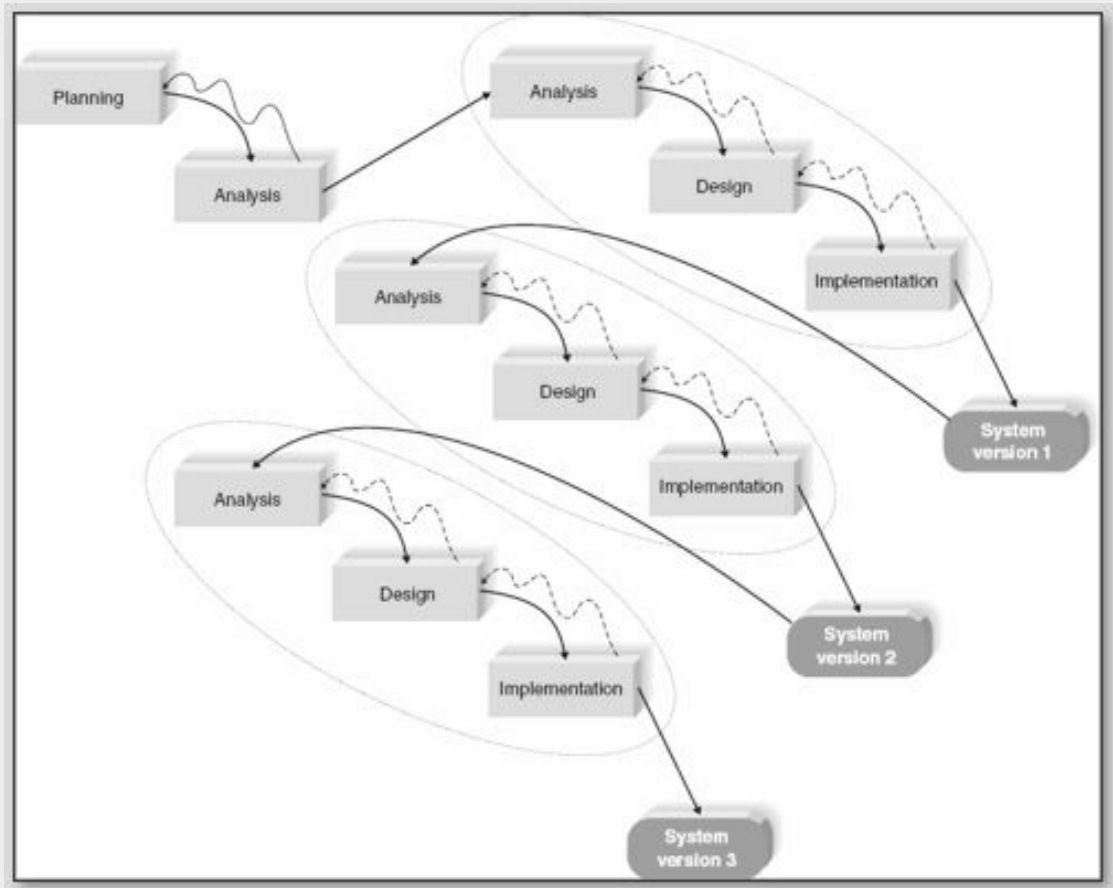 Planning
Analysis
Analysis
Design
Implementation
System
version 1
Analysis
Design
Implementation
System
version 2
Analysis
Design
Implementation
System
version 3